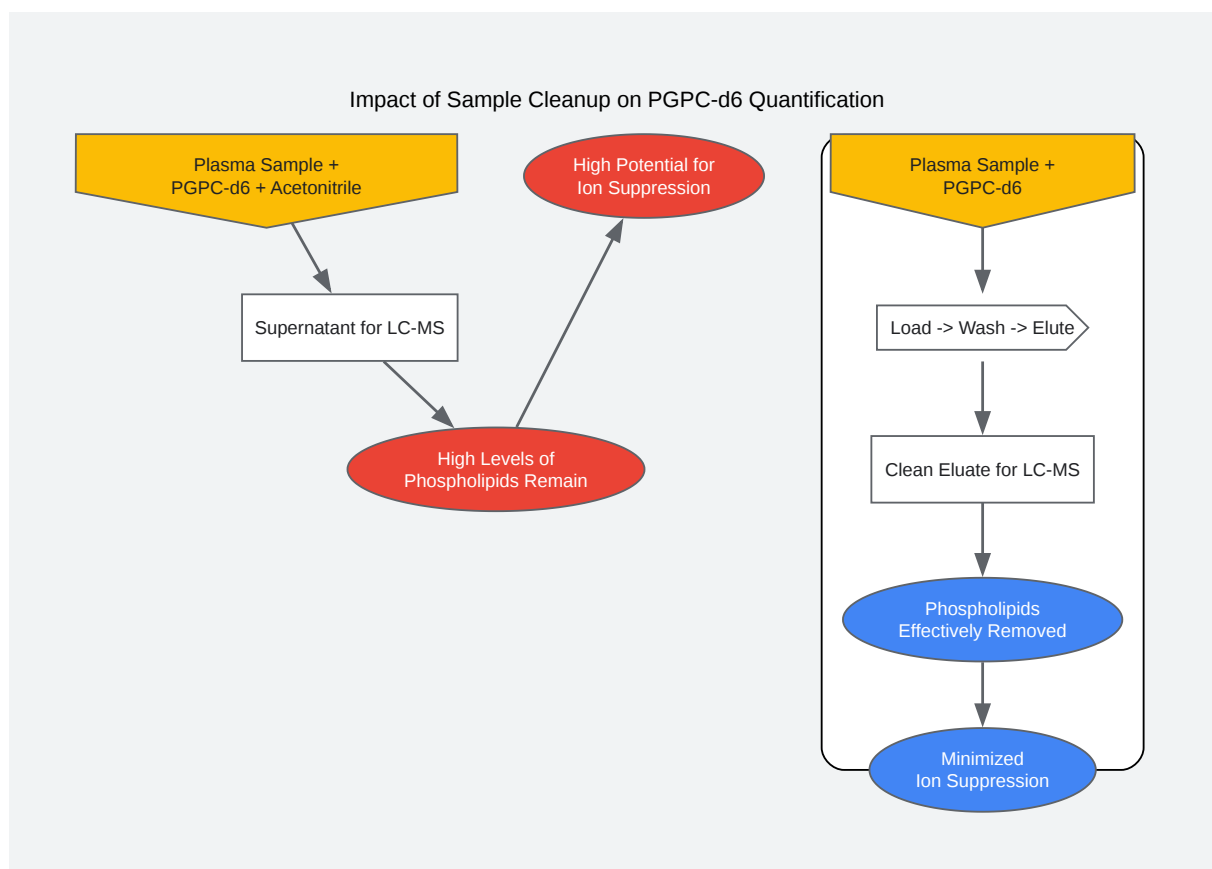 Impact of Sample Cleanup on PGPC-d6 Quantification
Plasma Sample +
PGPC-d6 + Acetonitrile
Supernatant for LC-MS
High Levels of
Phospholipids Remain
High Potential for
Ion Suppression
Plasma Sample +
PGPC-d6
Load -> Wash -> Elute
Clean Eluate for LC-MS
Phospholipids
Effectively Removed
Minimized
Ion Suppression